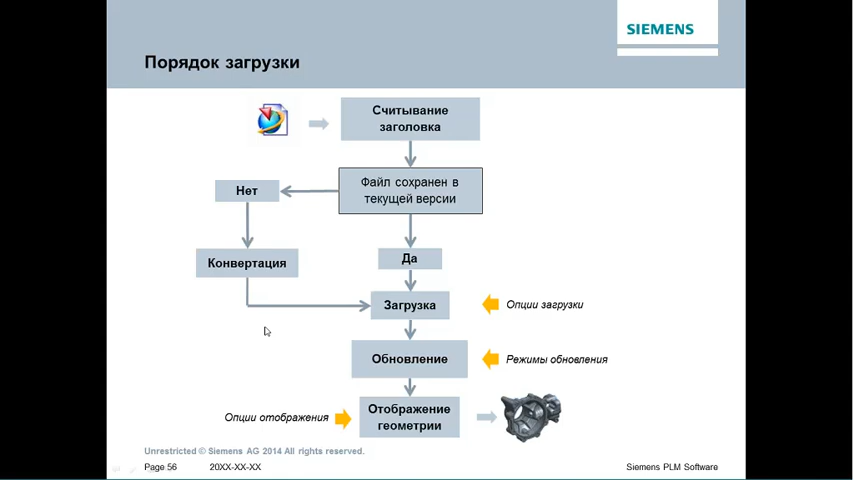 SIEMENS
Порядок загрузки
Считывание
заголовка
Файл сохранен в
текущей версии
Нет
Конвертация
Да
Загрузка
Опции загрузки
Обновление
Режимы обновления
Опции отображения
Отображение
геометрии
Unrestricted © Siemens AG 2014 All rights reserved.
Page 56
20XX-XX-XX
Siemens PLM Software